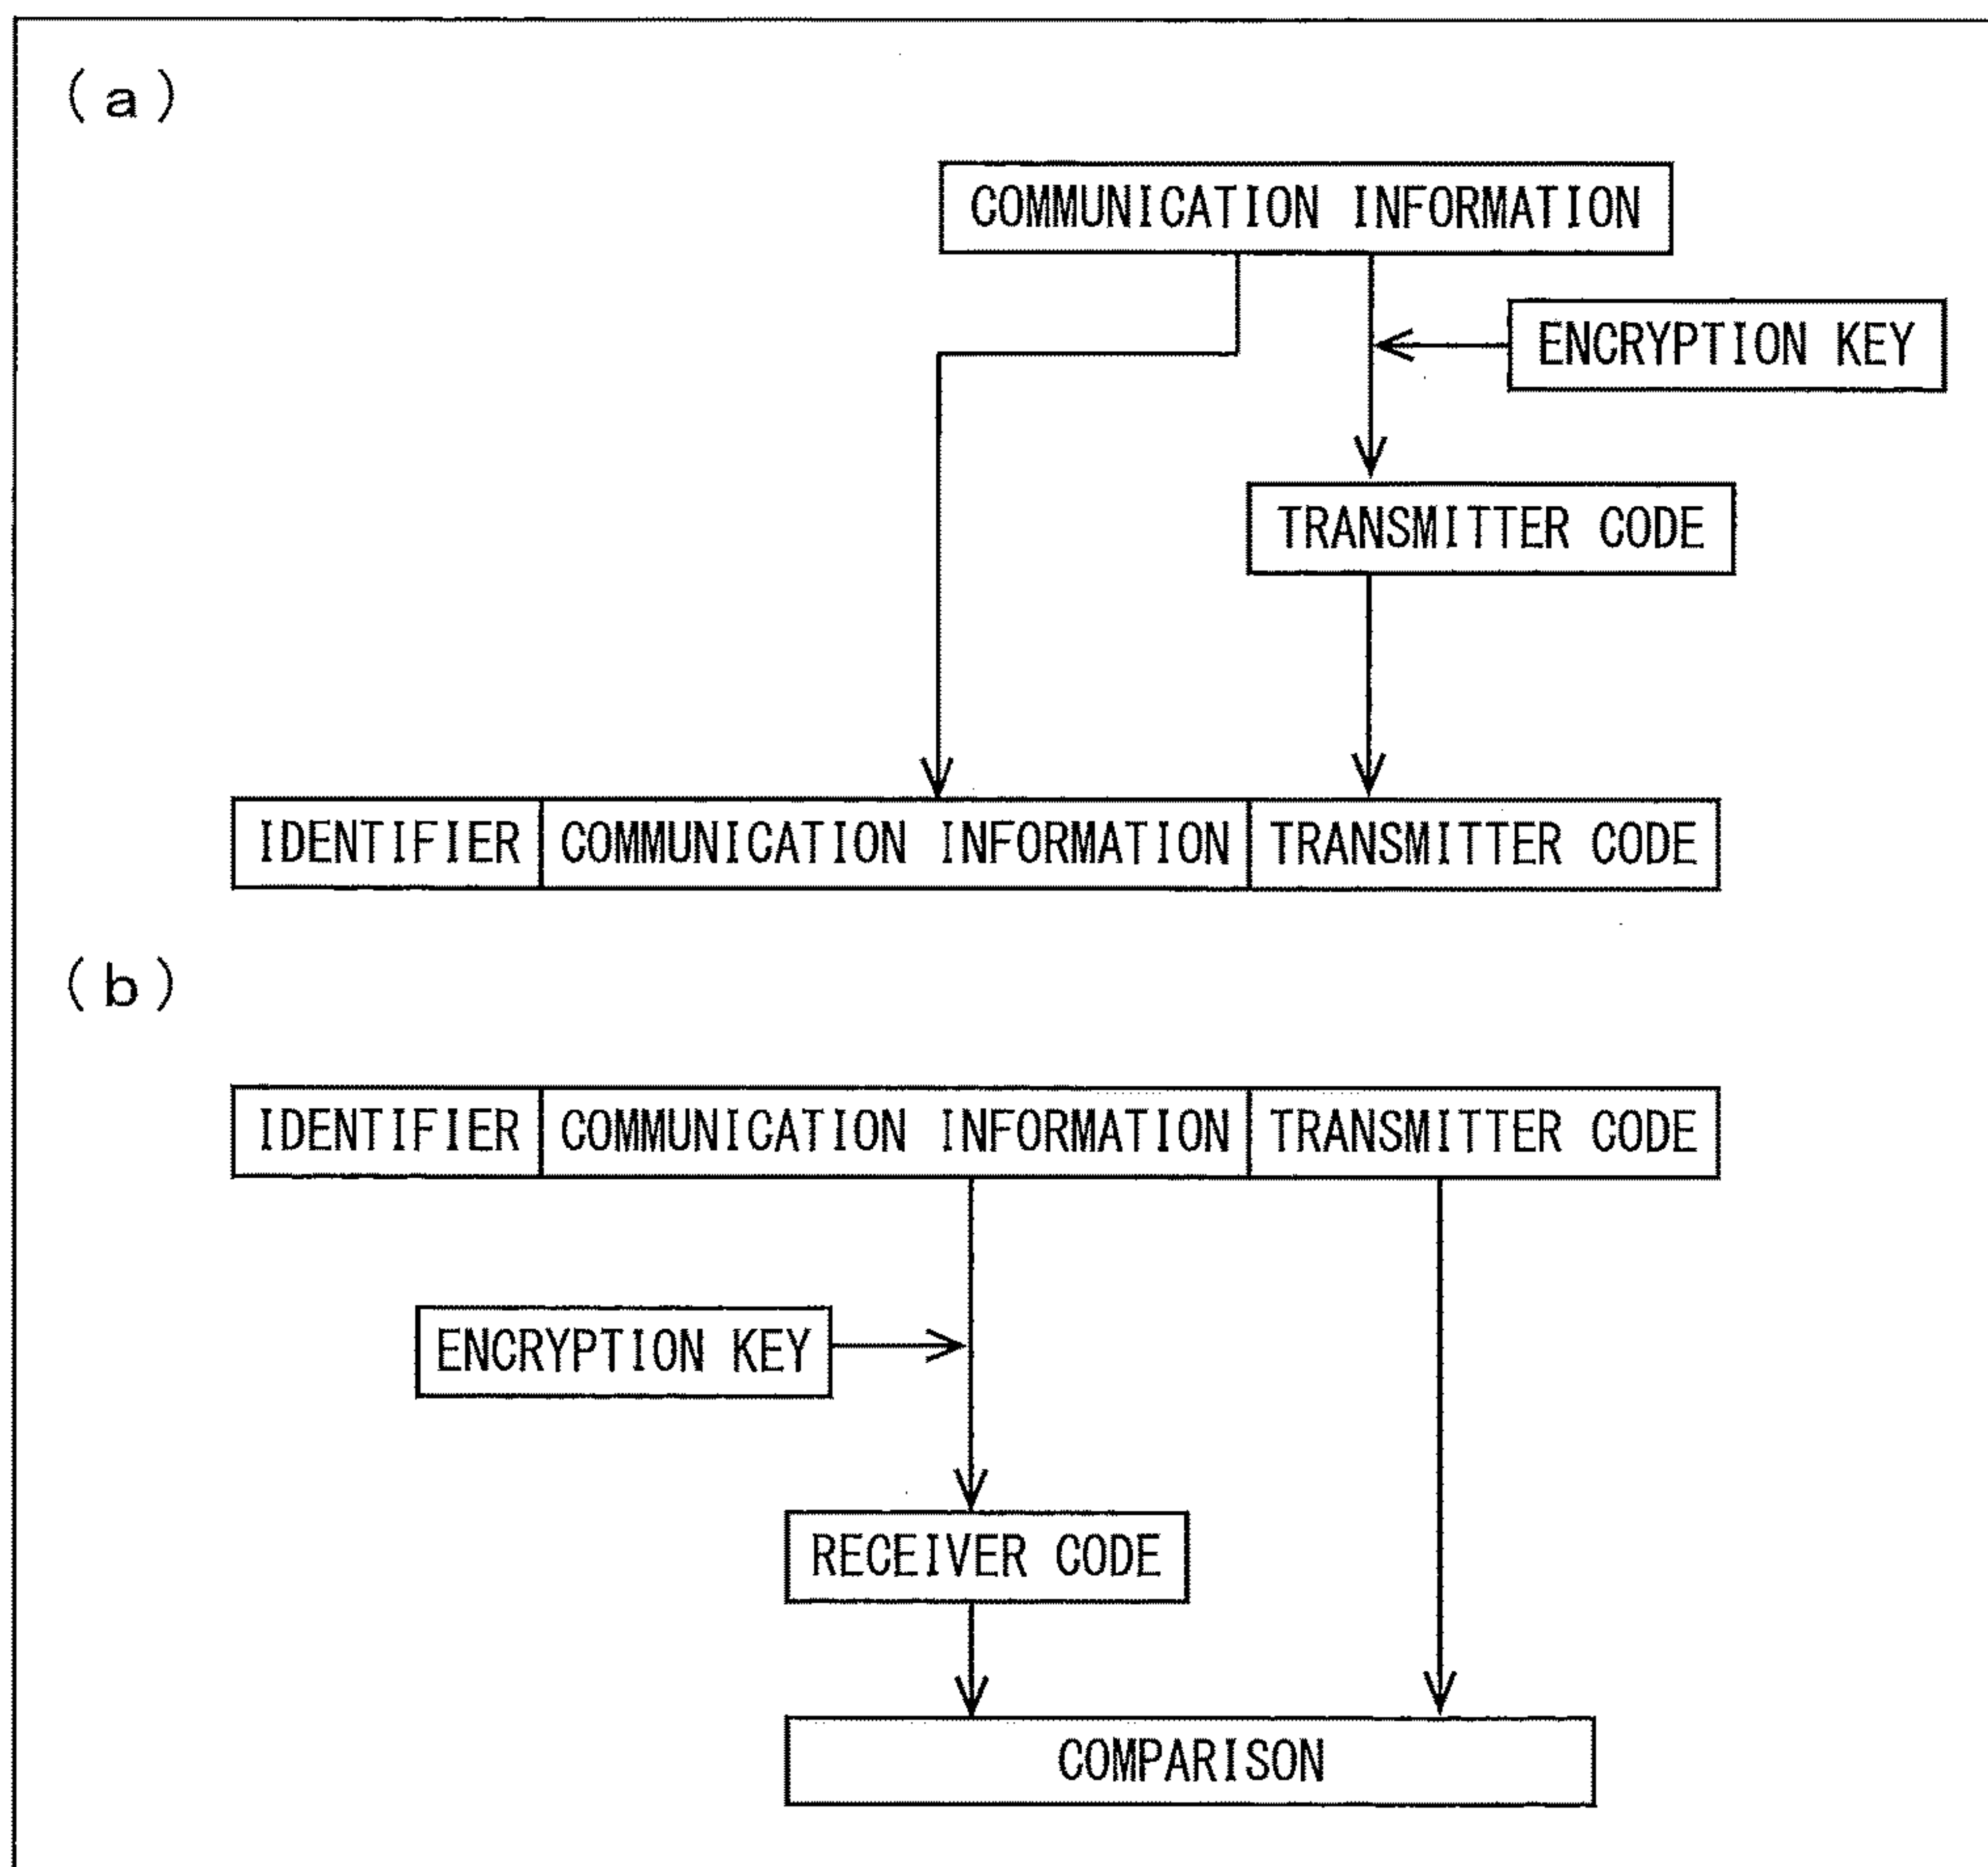 (a)
COMMUNICATION INFORMATION
ENCRYPTION KEY
TRANSMITTER CODE
IDENTIFIER COMMUNICATION INFORMATION TRANSMITTER CODE
(b)
IDENTIFIER COMMUNICATION INFORMATION TRANSMITTER CODE
ENCRYPTION KEY
RECEIVER CODE
COMPARISON